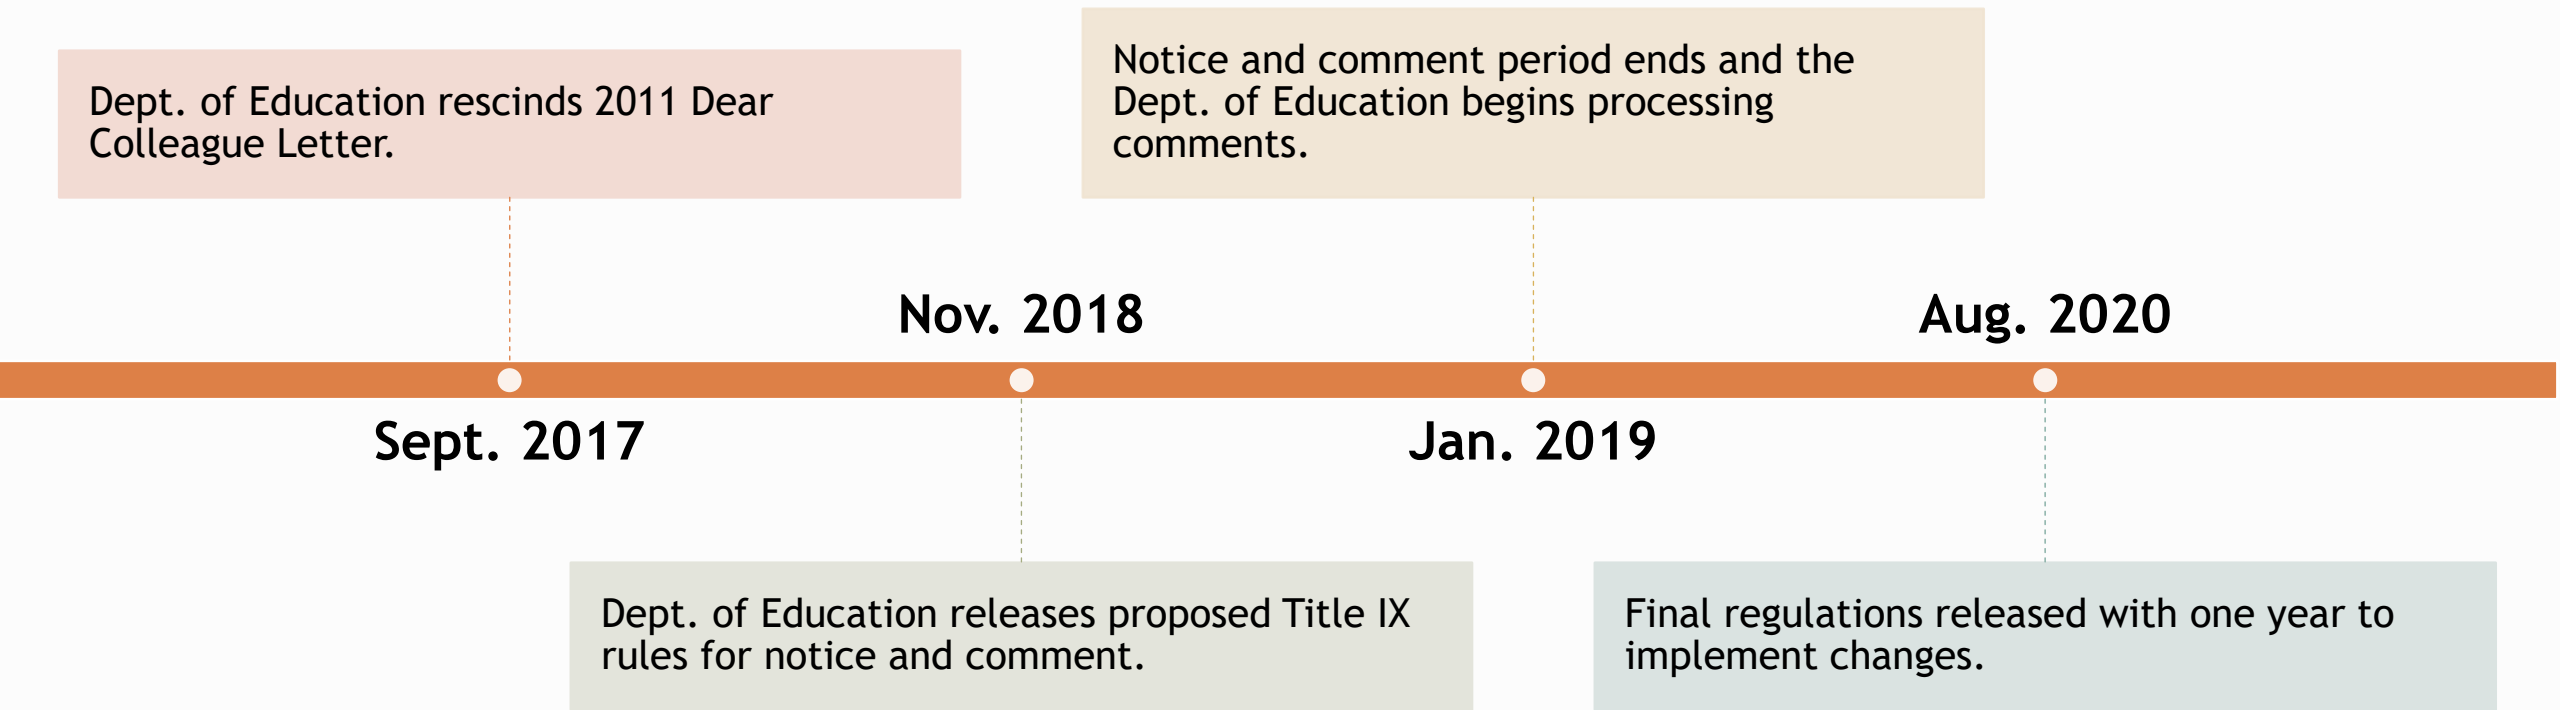 Dept. of Education rescinds 2011 Dear
Colleague Letter.
Sept. 2017
Nov. 2018
Dept. of Education releases proposed Title IX
rules for notice and comment.
Notice and comment period ends and the
Dept. of Education begins processing
comments.
Jan. 2019
Aug. 2020
Final regulations released with one year to
implement changes.